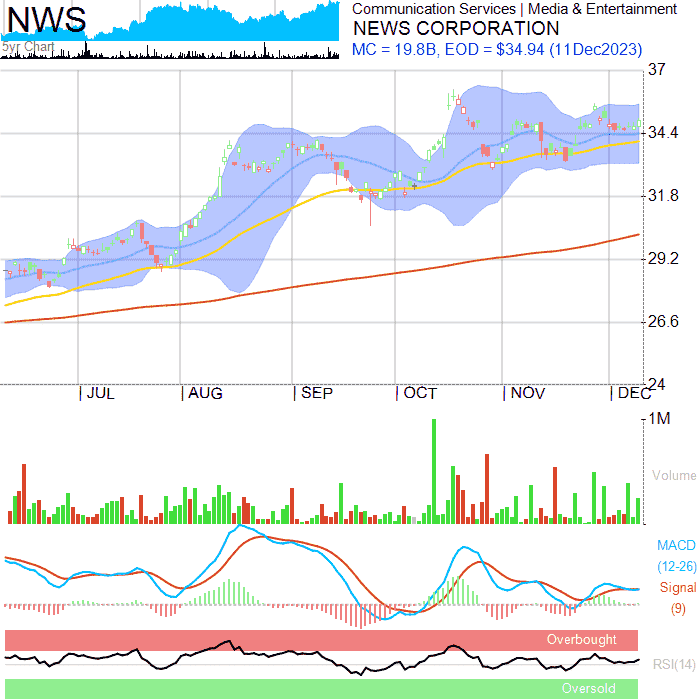 NWS
5yr Chart
Communication Services | Media & Entertainment
NEWS CORPORATION
MC = 19.8B, EOD = $34.94 (11Dec2023)
37
34.4
31.8
29.2
26.6
24
| JUL | AUG | SEP | OCT | NOV | DEC
1M
Volume
MACD
(12-26)
Signal
(9)
Overbought
RSI(14)
Oversold